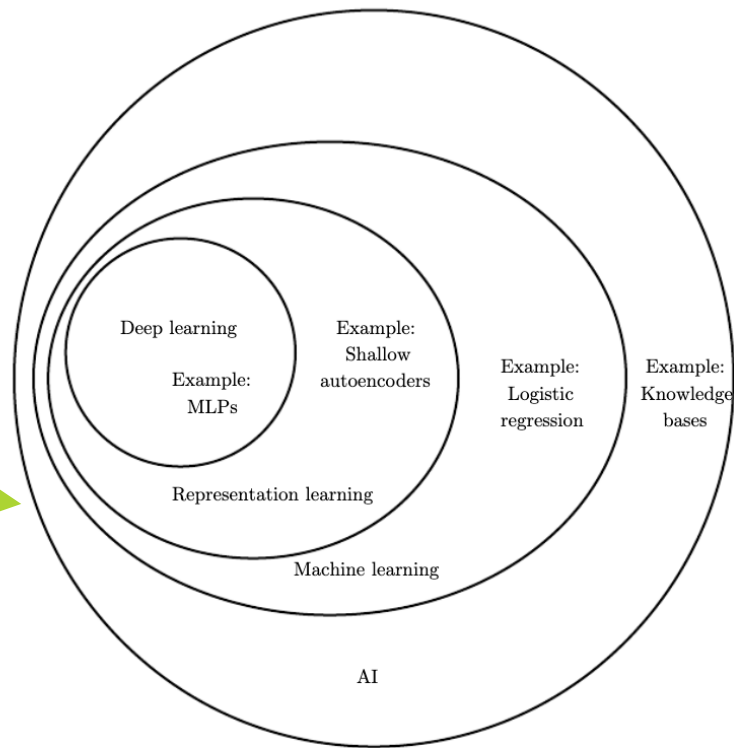 Deep learning
Example:
MLPs
Example:
Shallow
autoencoders
Example:
Logistic
regression
Example:
Knowledge
bases
Representation learning
Machine learning
AI